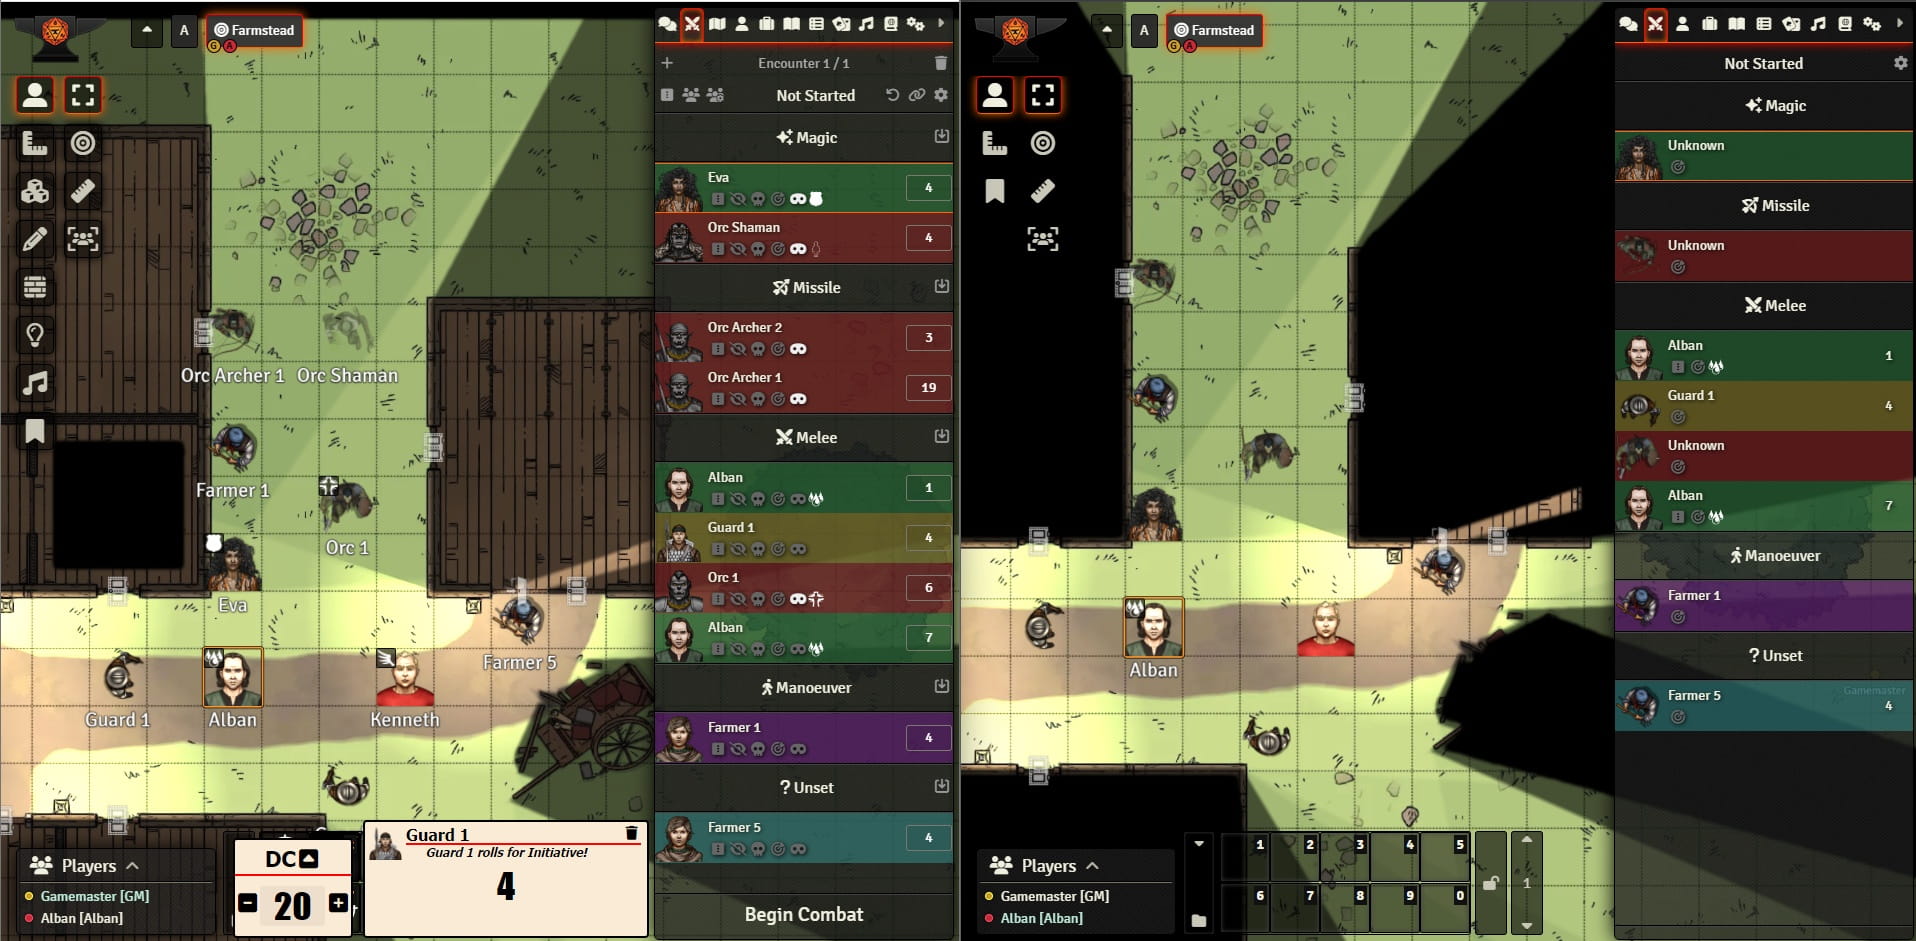 A
Farmstead
G A
Encounter 1 / 1
Not Started
Magic
Eva
4
Orc Shaman
4
Missile
Orc Archer 2
3
Orc Archer 1
19
Melee
Alban
1
Guard 1
4
Orc 1
6
Alban
7
Manoeuver
Farmer 1
4
? Unset
Farmer 5
4
Begin Combat
Orc Archer 1
Orc Shaman
Farmer 1
Orc 1
Eva
Farmer 5
Guard 1
Alban
Kenneth
Players
Gamemaster [GM]
Alban [Alban]
DC
20
Guard 1
Guard 1 rolls for Initiative!
4
A
Farmstead
G A
Not Started
Magic
Unknown
Missile
Unknown
Melee
Alban
1
Guard 1
4
Unknown
Alban
7
Manoeuver
Farmer 1
? Unset
Gamemaster
Farmer 5
4
Alban
Players
Gamemaster [GM]
Alban [Alban]
1 2 3 4 5
6 7 8 9 0
1